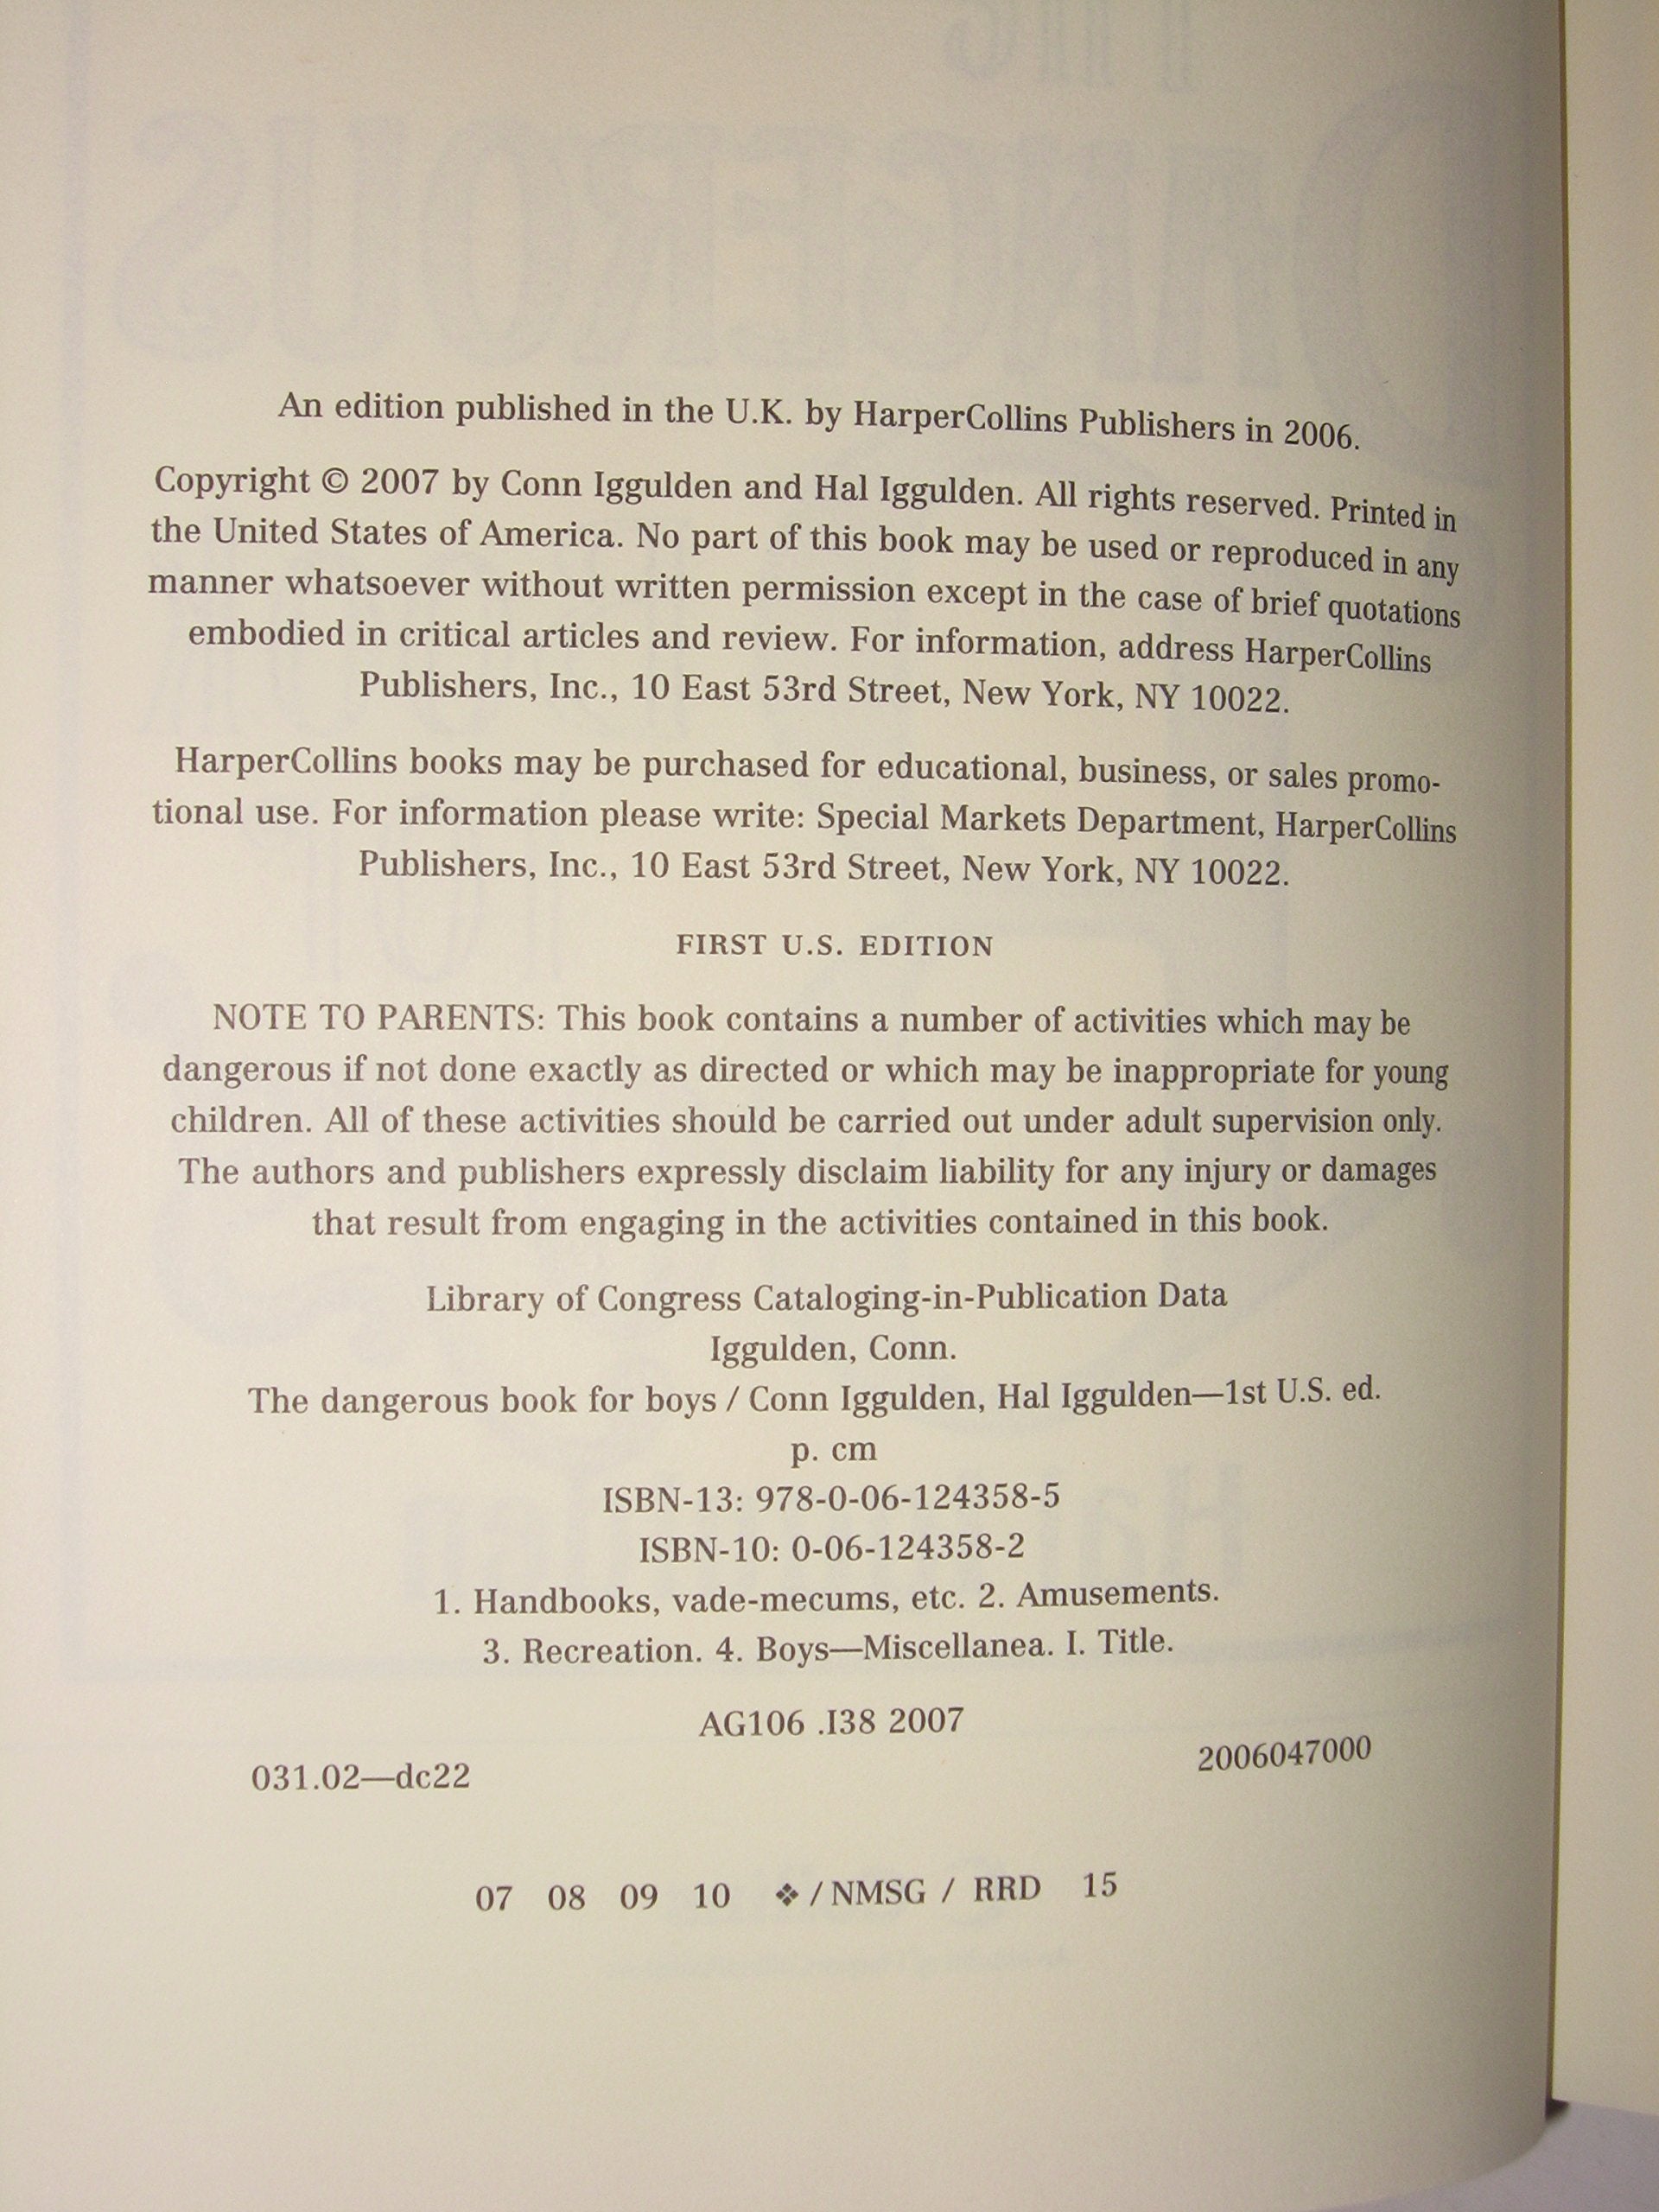 An edition published in the U.K. by HarperCollins Publishers in 2006.
Copyright © 2007 by Conn Iggulden and Hal Iggulden. All rights reserved. Printed in
the United States of America. No part of this book may be used or reproduced in any
manner whatsoever without written permission except in the case of brief quotations
embodied in critical articles and review. For information, address HarperCollins
Publishers, Inc., 10 East 53rd Street, New York, NY 10022.
HarperCollins books may be purchased for educational, business, or sales promo-
tional use. For information please write: Special Markets Department, HarperCollins
Publishers, Inc., 10 East 53rd Street, New York, NY 10022.
FIRST U.S. EDITION
NOTE TO PARENTS: This book contains a number of activities which may be
dangerous if not done exactly as directed or which may be inappropriate for young
children. All of these activities should be carried out under adult supervision only.
The authors and publishers expressly disclaim liability for any injury or damages
that result from engaging in the activities contained in this book.
Library of Congress Cataloging-in-Publication Data
Iggulden, Conn.
The dangerous book for boys / Conn Iggulden, Hal Iggulden—1st U.S. ed.
p. cm
ISBN-13: 978-0-06-124358-5
ISBN-10: 0-06-124358-2
1. Handbooks, vade-mecums, etc. 2. Amusements.
3. Recreation. 4. Boys—Miscellanea. I. Title.
AG106 .I38 2007
031.02—dc22 2006047000
07 08 09 10 ❖ / NMSG / RRD 15